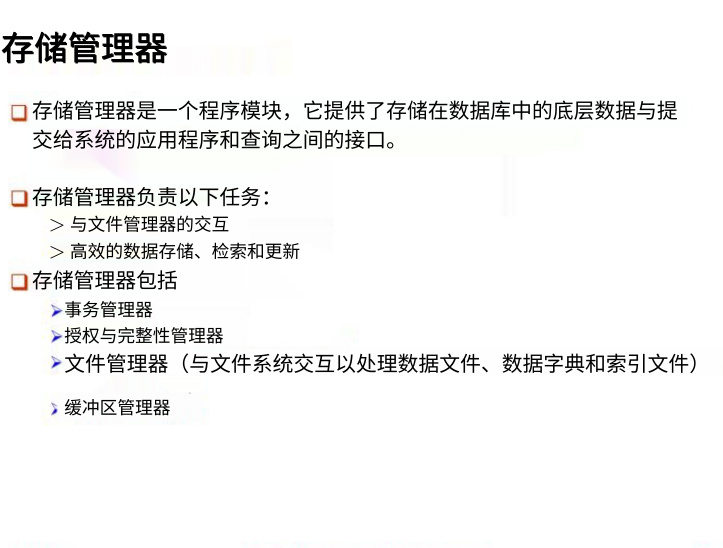 存储管理器
存储管理器是一个程序模块，它提供了存储在数据库中的底层数据与提
交给系统的应用程序和查询之间的接口。
存储管理器负责以下任务：
> 与文件管理器的交互
> 高效的数据存储、检索和更新
存储管理器包括
事务管理器
授权与完整性管理器
文件管理器（与文件系统交互以处理数据文件、数据字典和索引文件）
缓冲区管理器